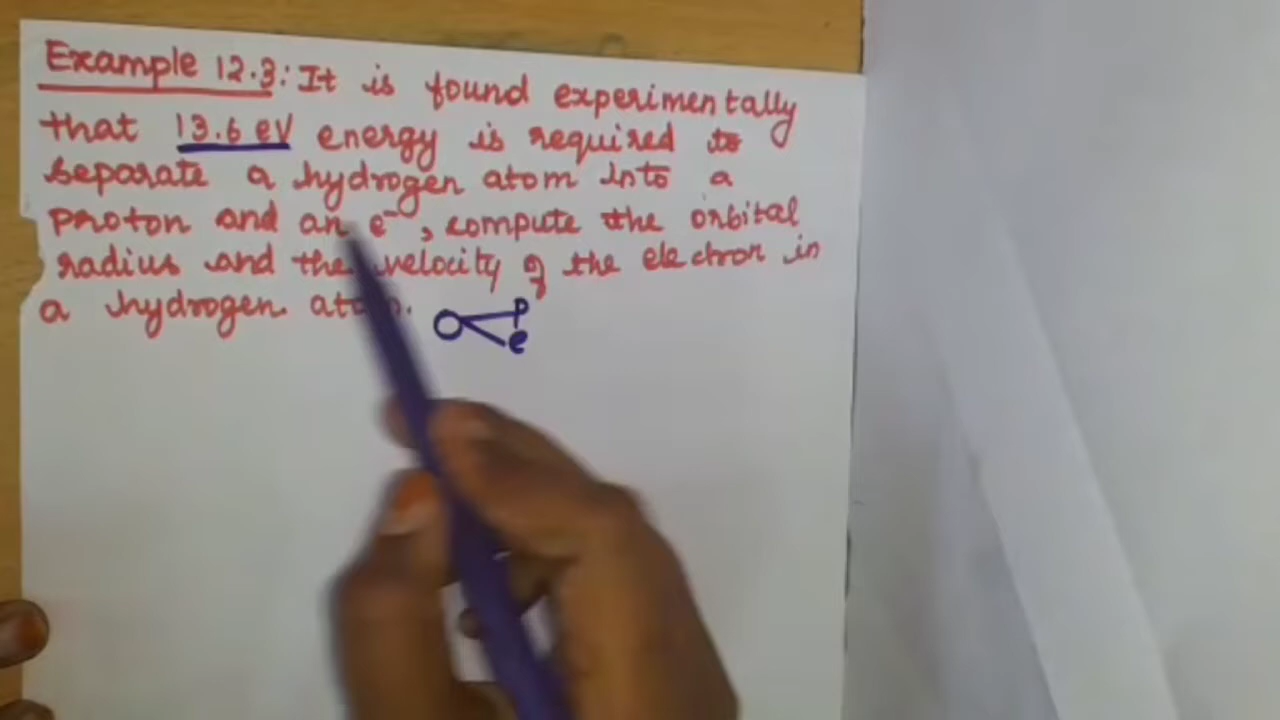 Example 12.3: It is found experimentally
that 13.6 eV energy is required to
separate a hydrogen atom into a
proton and an e⁻, compute the orbital
radius and the velocity of the electron in
a hydrogen atom.
p
e